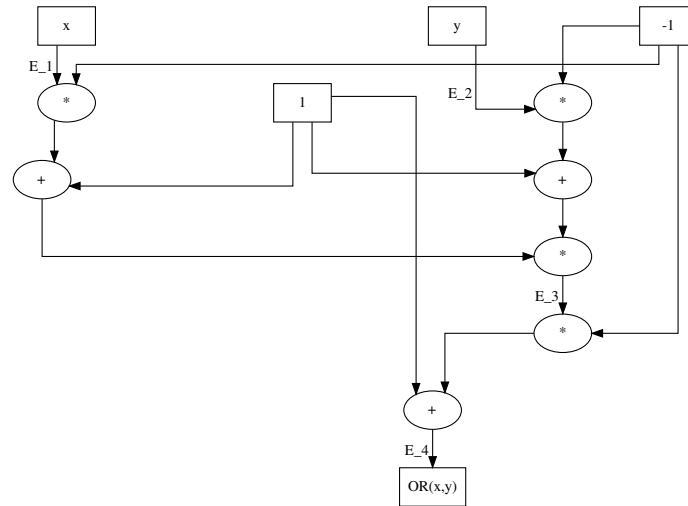 x
y
-1
E_1
E_2
*
1
*
+
+
*
E_3
*
+
E_4
OR(x,y)